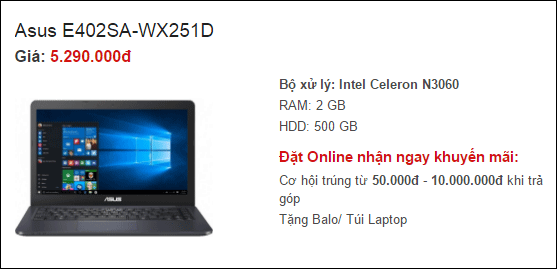 Asus E402SA-WX251D
Giá: 5.290.000đ
Bộ xử lý: Intel Celeron N3060
RAM: 2 GB
HDD: 500 GB
Đặt Online nhận ngay khuyến mãi:
Cơ hội trúng từ 50.000đ - 10.000.000đ khi trả
góp
Tặng Balo/ Túi Laptop
ASUS